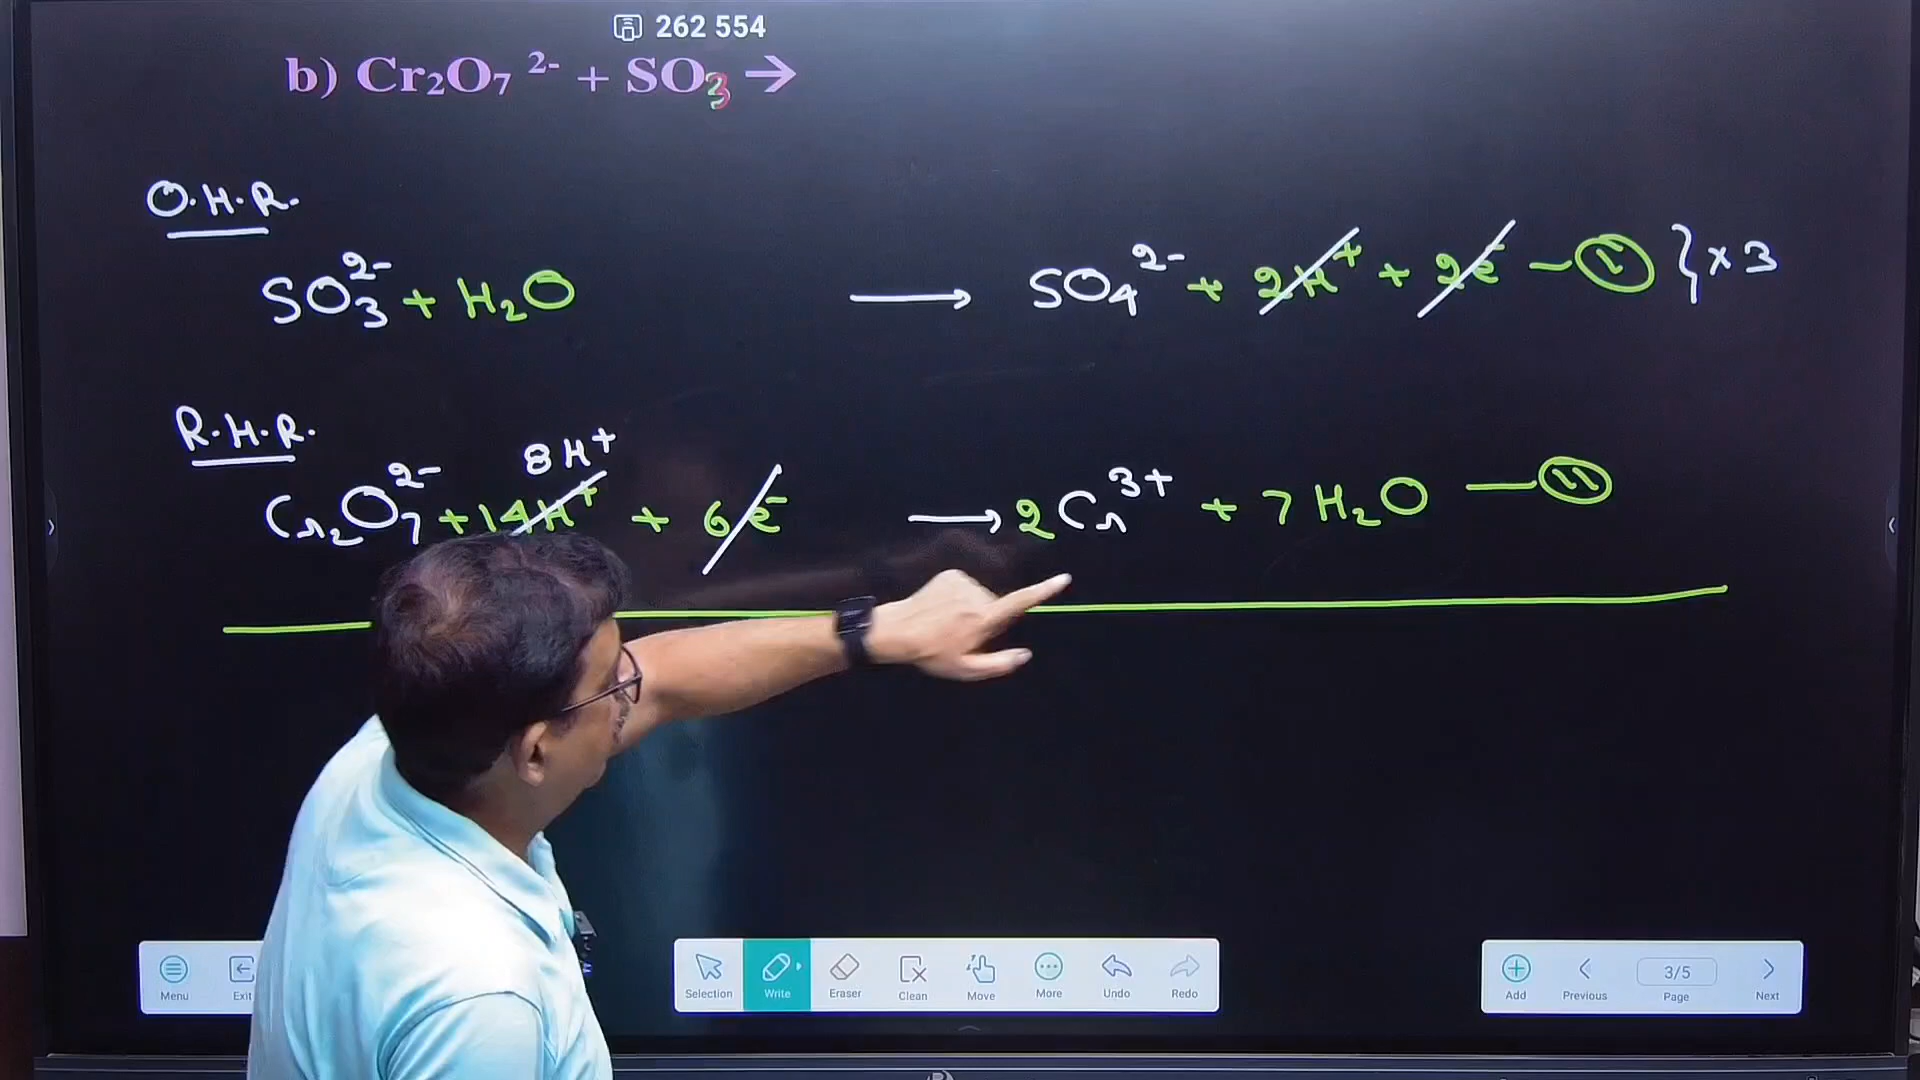 262 554
b) Cr₂O₇ ²⁻ + SO₃ →
O.H.R.
SO₃²⁻ + H₂O → SO₄²⁻ + 2H⁺ + 2e⁻ — (I) } × 3
R.H.R.
8H⁺
Cr₂O₇²⁻ + 14H⁺ + 6e⁻ → 2Cr³⁺ + 7H₂O — (II)
Menu Exit Selection Write Eraser Clean Move More Undo Redo Add Previous 3/5 Page Next